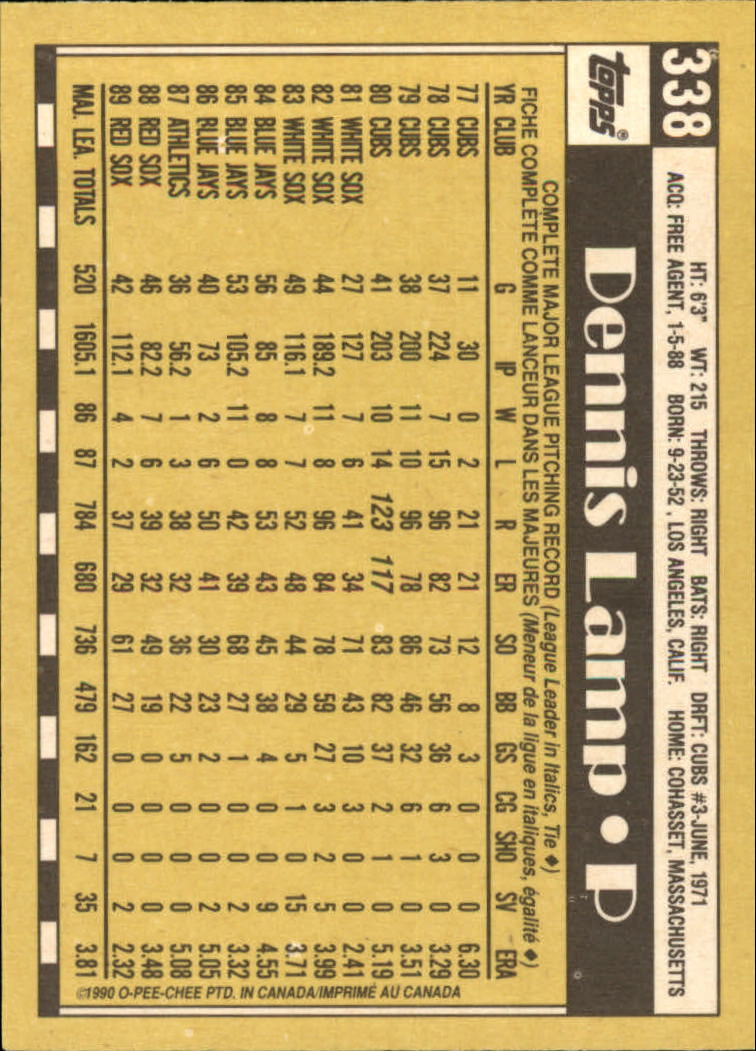 338
HT: 6'3" WT: 215 THROWS: RIGHT BATS: RIGHT DRFT: CUBS #3-JUNE, 1971
ACQ: FREE AGENT, 1-5-88 BORN: 9-23-52, LOS ANGELES, CALIF. HOME: COHASSET, MASSACHUSETTS
TOPPS®
Dennis Lamp • P
COMPLETE MAJOR LEAGUE PITCHING RECORD (League Leader in Italics, Tie ♦)
FICHE COMPLÈTE COMME LANCEUR DANS LES MAJEURES (Meneur de la ligue en italiques, égalité ♦)
YR CLUB G IP W L R ER SO BB GS CG SHO SV ERA
77 CUBS 11 30 0 2 21 21 12 8 3 0 0 0 6.30
78 CUBS 37 224 7 15 96 82 73 56 36 6 3 0 3.29
79 CUBS 38 200 11 10 96 78 86 46 32 6 1 0 3.51
80 CUBS 41 203 10 14 123 117 83 82 37 2 1 0 5.19
81 WHITE SOX 27 127 7 6 41 34 71 43 10 3 0 0 2.41
82 WHITE SOX 44 189.2 11 8 96 84 78 59 27 3 2 5 3.99
83 WHITE SOX 49 116.1 7 7 52 48 44 29 5 1 0 15 3.71
84 BLUE JAYS 56 85 8 8 53 43 45 38 4 0 0 9 4.55
85 BLUE JAYS 53 105.2 11 0 42 39 68 27 1 0 0 2 3.32
86 BLUE JAYS 40 73 2 6 50 41 30 23 2 0 0 2 5.05
87 ATHLETICS 36 56.2 1 3 38 32 36 22 5 0 0 0 5.08
88 RED SOX 46 82.2 7 6 39 32 49 19 0 0 0 0 3.48
89 RED SOX 42 112.1 4 2 37 29 61 27 0 0 0 2 2.32
MAJ. LEA. TOTALS 520 1605.1 86 87 784 680 736 479 162 21 7 35 3.81
©1990 O-PEE-CHEE PTD. IN CANADA/IMPRIMÉ AU CANADA